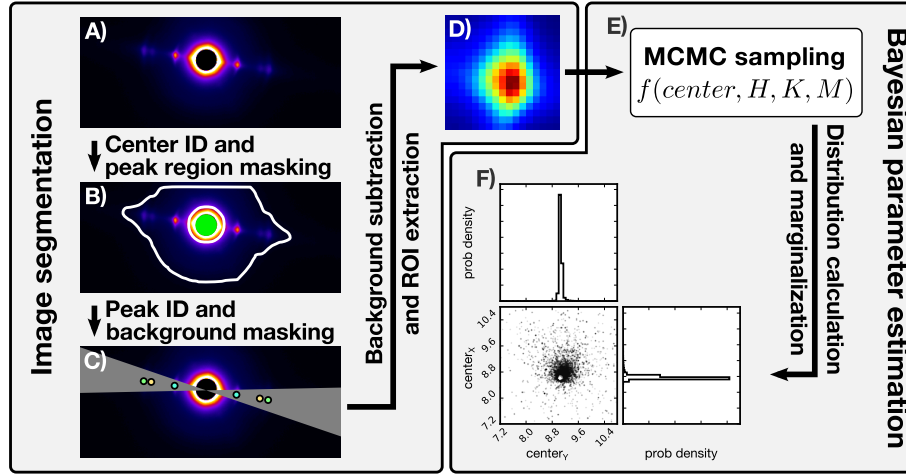 Image segmentation
A)
Center ID and
peak region masking
B)
Peak ID and
background masking
C)
Background subtraction
and ROI extraction
D)
E)
MCMC sampling
f(center, H, K, M)
Bayesian parameter estimation
Distribution calculation
and marginalization
F)
prob density
center_X
10.4
9.6
8.8
8.0
7.2
7.2
8.0
8.8
9.6
10.4
center_Y
prob density